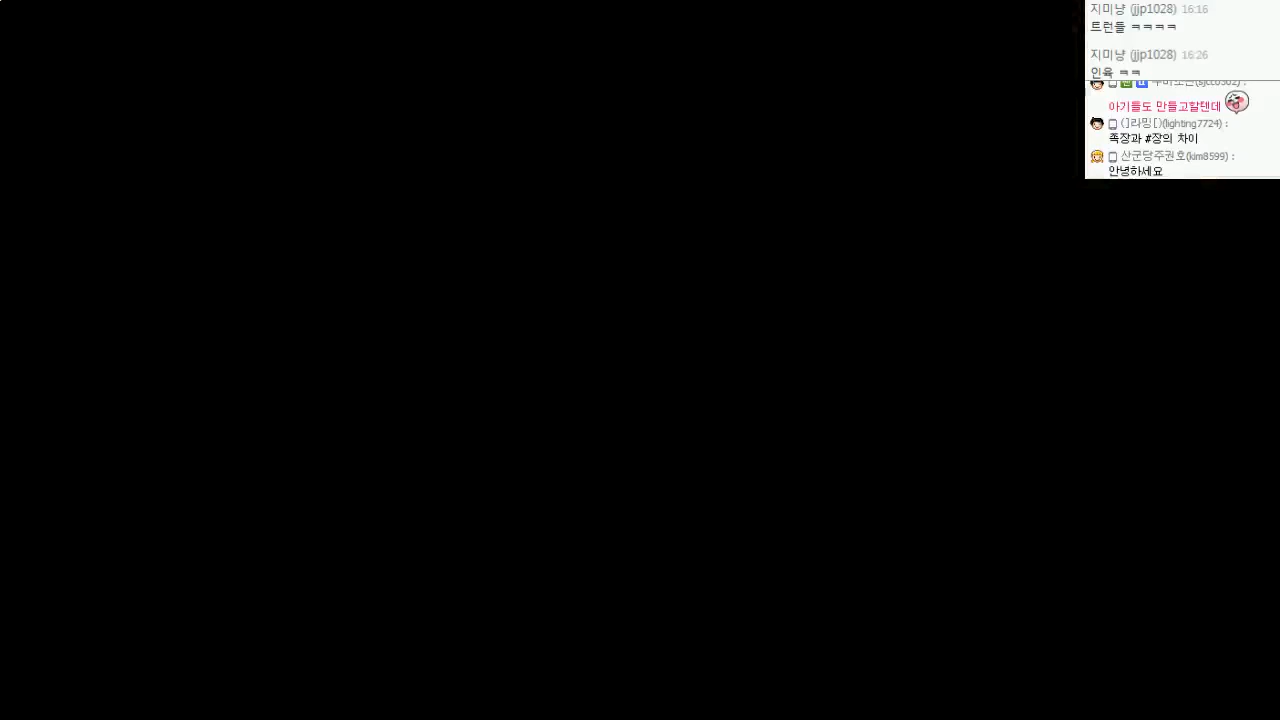 지미냥 (jjp1028) 16:16
트런들 ㅋㅋㅋㅋ
지미냥 (jjp1028) 16:26
인육 ㅋㅋ
아기들도 만들고할텐데
(]라밍[)(lighting7724) :
족장과 #장의 차이
산군당주권호(kim8599) :
안녕하세요